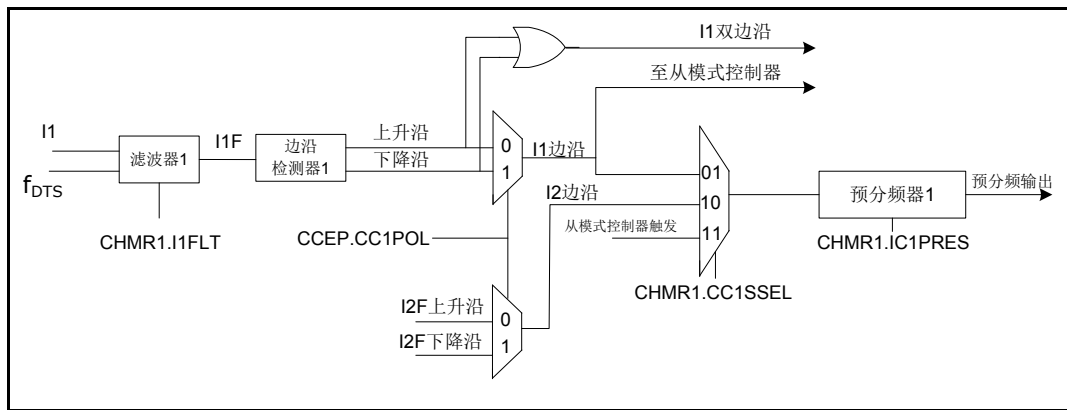 I1双边沿
至从模式控制器
I1
f_DTS
滤波器1
I1F
边沿
检测器1
上升沿
下降沿
0
1
I1边沿
I2边沿
从模式控制器触发
01
10
11
预分频器1
预分频输出
CHMR1.I1FLT
CCEP.CC1POL
CHMR1.IC1PRES
CHMR1.CC1SSEL
I2F上升沿
I2F下降沿
0
1